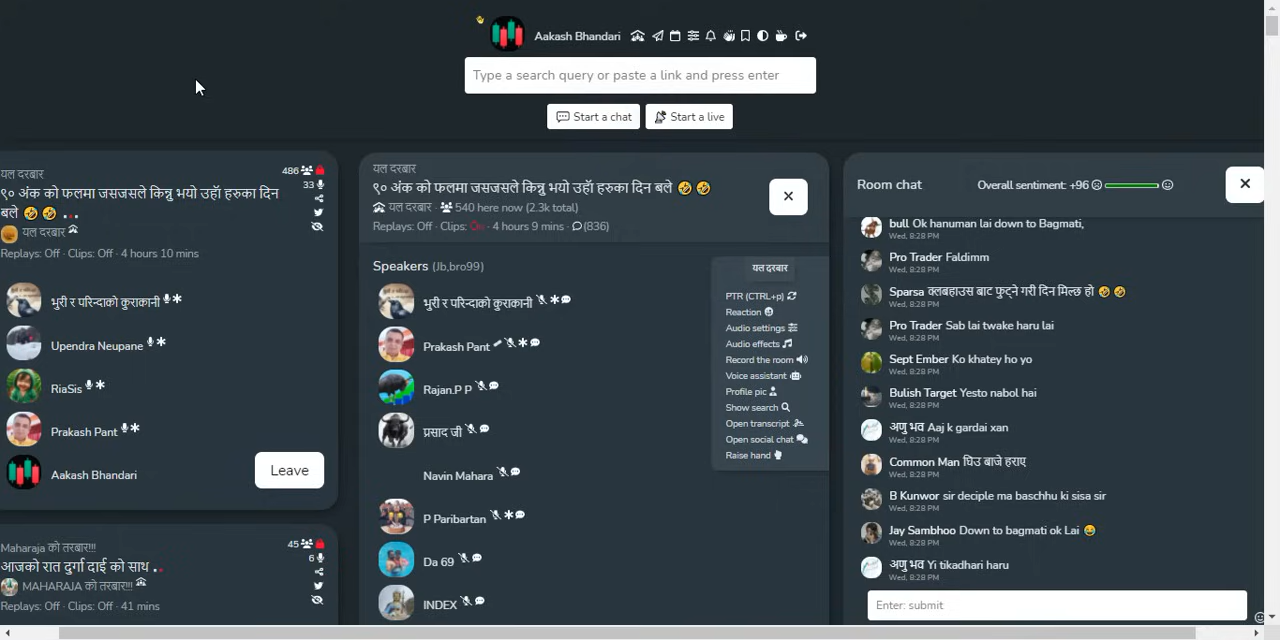 Aakash Bhandari
Type a search query or paste a link and press enter
Start a chat
Start a live
यल दरबार
486
९० अंक को फलमा जसजसले किन्नु भयो उहाॅ हरुका दिन
33
बले 🤣 🤣 ...
यल दरबार
Replays: Off · Clips: Off · 4 hours 10 mins
भुरी र परिन्दाको कुराकानी
Upendra Neupane
RiaSis
Prakash Pant
Aakash Bhandari
Leave
Maharaja को तरबार!!!
45
आजको रात दुर्गा दाई को साथ ..
6
MAHARAJA को तरबार!!!
Replays: Off · Clips: Off · 41 mins
यल दरबार
९० अंक को फलमा जसजसले किन्नु भयो उहाॅ हरुका दिन बले 🤣 🤣
यल दरबार 540 here now (2.3k total)
Replays: Off · Clips: On · 4 hours 9 mins · (836)
Speakers (Jb,bro99)
भुरी र परिन्दाको कुराकानी
Prakash Pant
Rajan.P P
प्रसाद जी
Navin Mahara
P Paribartan
Da 69
INDEX
यल दरबार
PTR (CTRL+p)
Reaction
Audio settings
Audio effects
Record the room
Voice assistant
Profile pic
Show search
Open transcript
Open social chat
Raise hand
Room chat
Overall sentiment: +96
bull Ok hanuman lai down to Bagmati,
Wed, 8:28 PM
Pro Trader Faldimm
Wed, 8:28 PM
Sparsa क्लबहाउस बाट फुट्ने गरी दिन मिल्छ हो 🤣 🤣
Wed, 8:28 PM
Pro Trader Sab lai twake haru lai
Wed, 8:28 PM
Sept Ember Ko khatey ho yo
Wed, 8:28 PM
Bulish Target Yesto nabol hai
Wed, 8:28 PM
अणु भव Aaj k gardai xan
Wed, 8:28 PM
Common Man घिउ बाजे हराए
Wed, 8:28 PM
B Kunwor sir deciple ma baschhu ki sisa sir
Wed, 8:28 PM
Jay Sambhoo Down to bagmati ok Lai 😂
Wed, 8:28 PM
अणु भव Yi tikadhari haru
Wed, 8:28 PM
Enter: submit